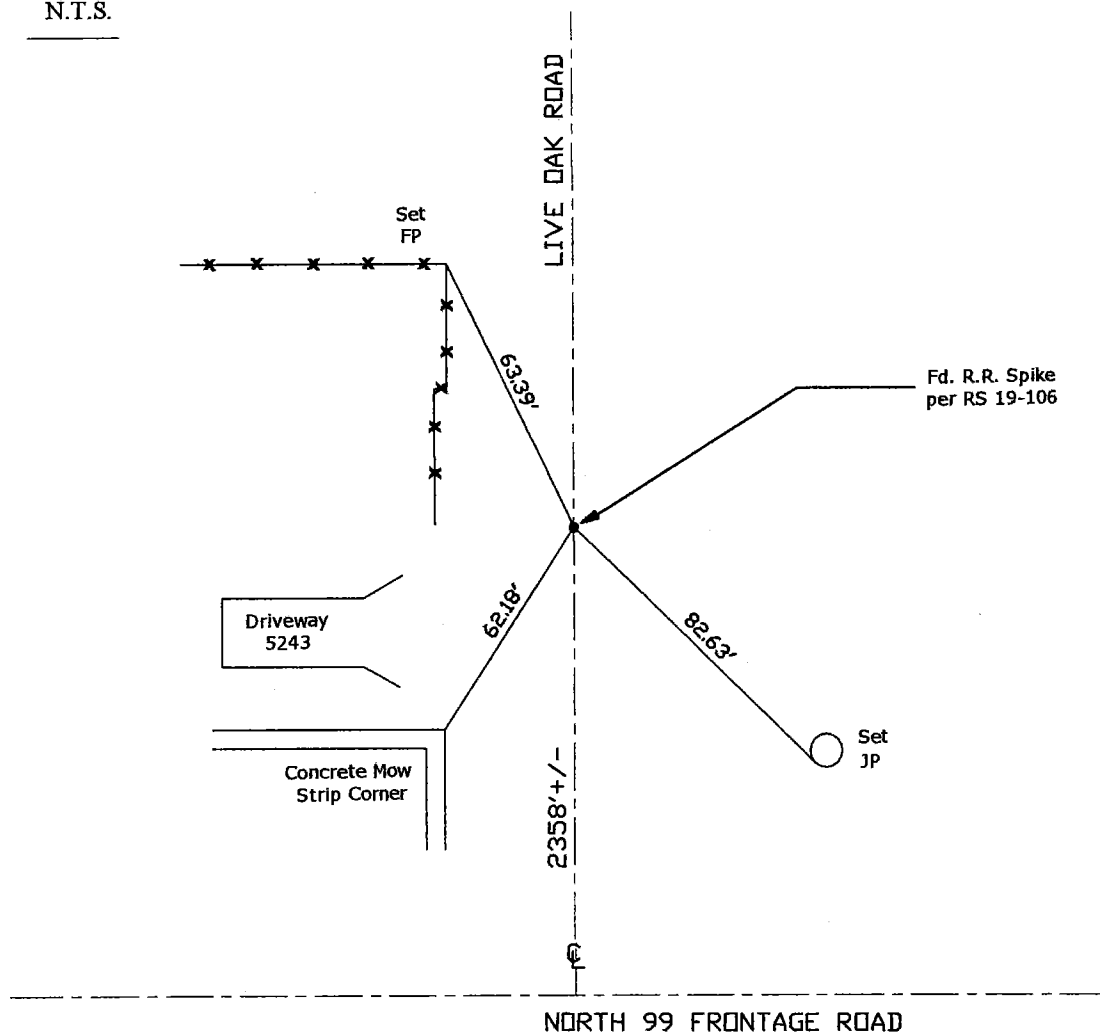 N.T.S.
LIVE OAK ROAD
Set
FP
63.39'
Fd. R.R. Spike
per RS 19-106
Driveway
5243
62.18'
82.63'
Set
JP
Concrete Mow
Strip Corner
2358'+/-
℄
NORTH 99 FRONTAGE ROAD